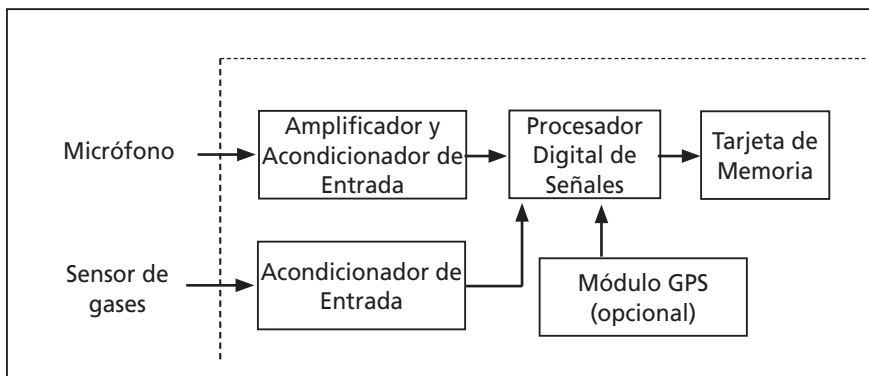 Micrófono
Amplificador y
Acondicionador de
Entrada
Procesador
Digital de
Señales
Tarjeta de
Memoria
Sensor de
gases
Acondicionador de
Entrada
Módulo GPS
(opcional)